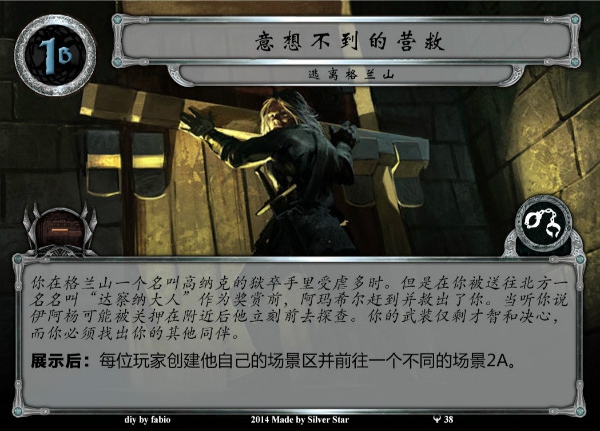 1B
意想不到的营救
逃离格兰山
你在格兰山一个名叫高纳克的狱卒手里受虐多时。但是在你被送往北方一
名名叫“达察纳大人”作为奖赏前，阿玛希尔赶到并救出了你。当听你说
伊阿杨可能被关押在附近后他立刻前去探查。你的武装仅剩才智和决心，
而你必须找出你的其他同伴。
展示后：每位玩家创建他自己的场景区并前往一个不同的场景2A。
diy by fabio
2014 Made by Silver Star
38